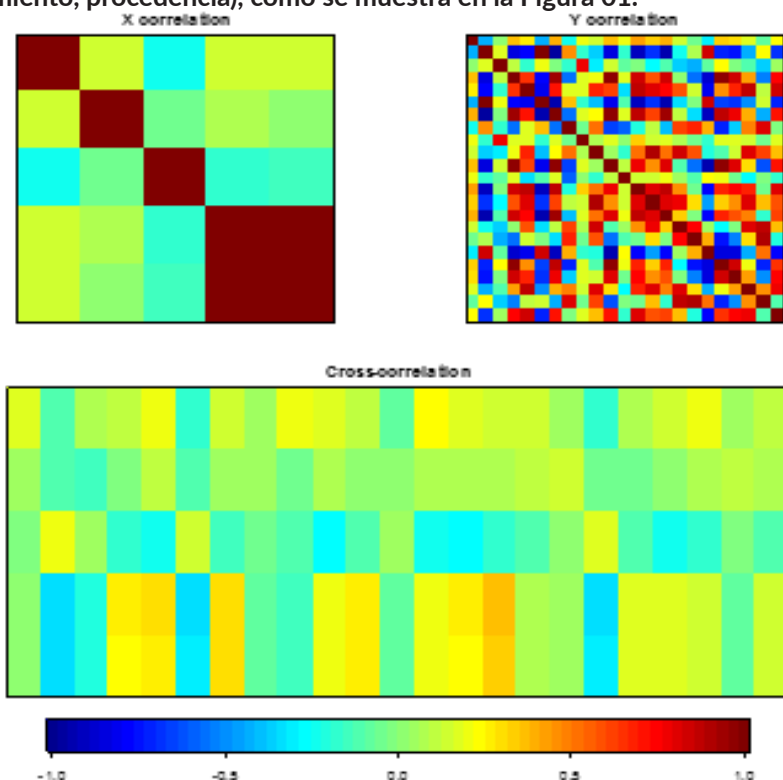 miento, procedencia), como se muestra en la Figura 01.
X correlation
Y correlation
Cross-correlation
-1.0 -0.5 0.0 0.5 1.0